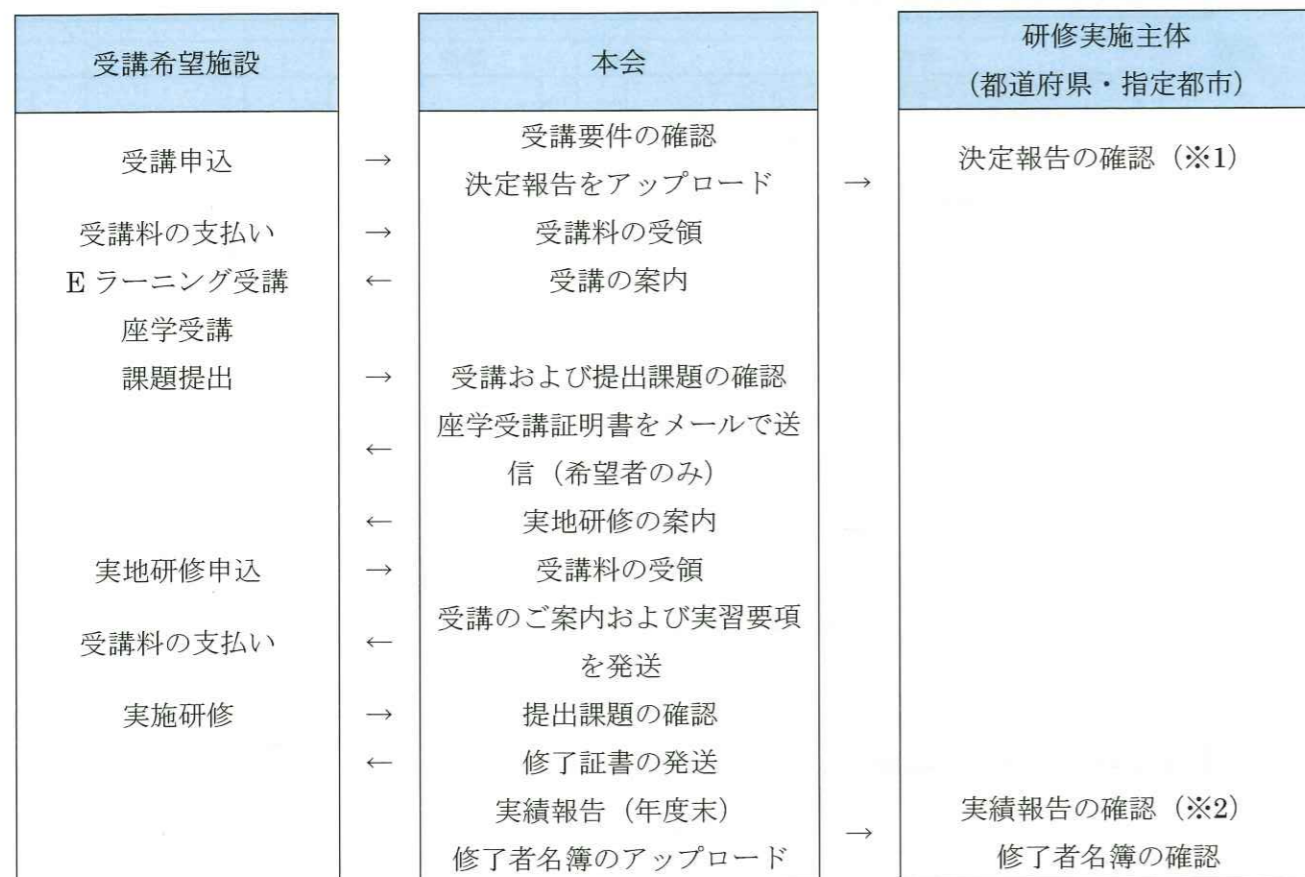 受講希望施設
本会
研修実施主体
(都道府県・指定都市)
受講申込
→
受講要件の確認
決定報告をアップロード
→
決定報告の確認（※1）
受講料の支払い
→
受講料の受領
Eラーニング受講
←
受講の案内
座学受講
課題提出
→
受講および提出課題の確認
←
座学受講証明書をメールで送
信（希望者のみ）
←
実地研修の案内
実地研修申込
→
受講料の受領
受講料の支払い
←
受講のご案内および実習要項
を発送
実施研修
→
提出課題の確認
←
修了証書の発送
実績報告（年度末）
修了者名簿のアップロード
→
実績報告の確認（※2）
修了者名簿の確認